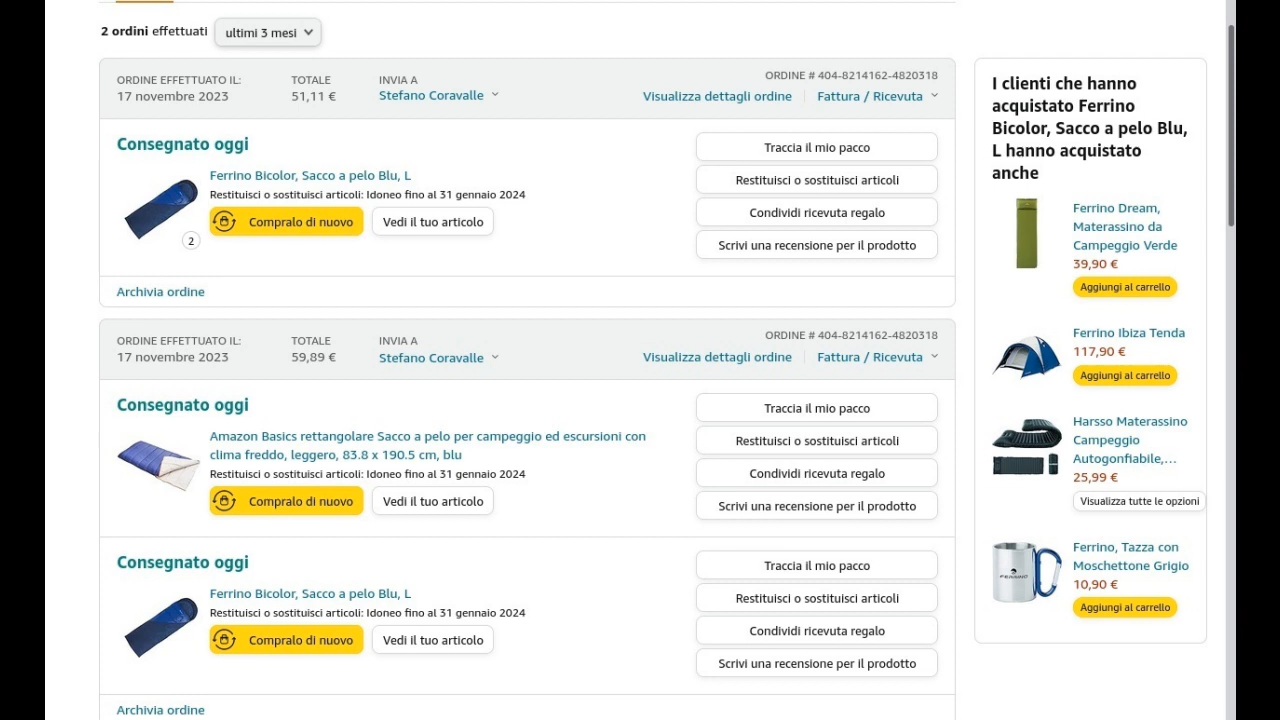 2 ordini effettuati ultimi 3 mesi
ORDINE EFFETTUATO IL: TOTALE INVIA A ORDINE # 404-8214162-4820318
17 novembre 2023 51,11 € Stefano Coravalle Visualizza dettagli ordine Fattura / Ricevuta
Consegnato oggi
Ferrino Bicolor, Sacco a pelo Blu, L
Restituisci o sostituisci articoli: Idoneo fino al 31 gennaio 2024
Compralo di nuovo Vedi il tuo articolo
2
Traccia il mio pacco
Restituisci o sostituisci articoli
Condividi ricevuta regalo
Scrivi una recensione per il prodotto
Archivia ordine
ORDINE EFFETTUATO IL: TOTALE INVIA A ORDINE # 404-8214162-4820318
17 novembre 2023 59,89 € Stefano Coravalle Visualizza dettagli ordine Fattura / Ricevuta
Consegnato oggi
Amazon Basics rettangolare Sacco a pelo per campeggio ed escursioni con
clima freddo, leggero, 83.8 x 190.5 cm, blu
Restituisci o sostituisci articoli: Idoneo fino al 31 gennaio 2024
Compralo di nuovo Vedi il tuo articolo
Traccia il mio pacco
Restituisci o sostituisci articoli
Condividi ricevuta regalo
Scrivi una recensione per il prodotto
Consegnato oggi
Ferrino Bicolor, Sacco a pelo Blu, L
Restituisci o sostituisci articoli: Idoneo fino al 31 gennaio 2024
Compralo di nuovo Vedi il tuo articolo
Traccia il mio pacco
Restituisci o sostituisci articoli
Condividi ricevuta regalo
Scrivi una recensione per il prodotto
Archivia ordine
I clienti che hanno
acquistato Ferrino
Bicolor, Sacco a pelo Blu,
L hanno acquistato
anche
Ferrino Dream,
Materassino da
Campeggio Verde
39,90 €
Aggiungi al carrello
Ferrino Ibiza Tenda
117,90 €
Aggiungi al carrello
Harsso Materassino
Campeggio
Autogonfiabile,...
25,99 €
Visualizza tutte le opzioni
FERRINO
Ferrino, Tazza con
Moschettone Grigio
10,90 €
Aggiungi al carrello